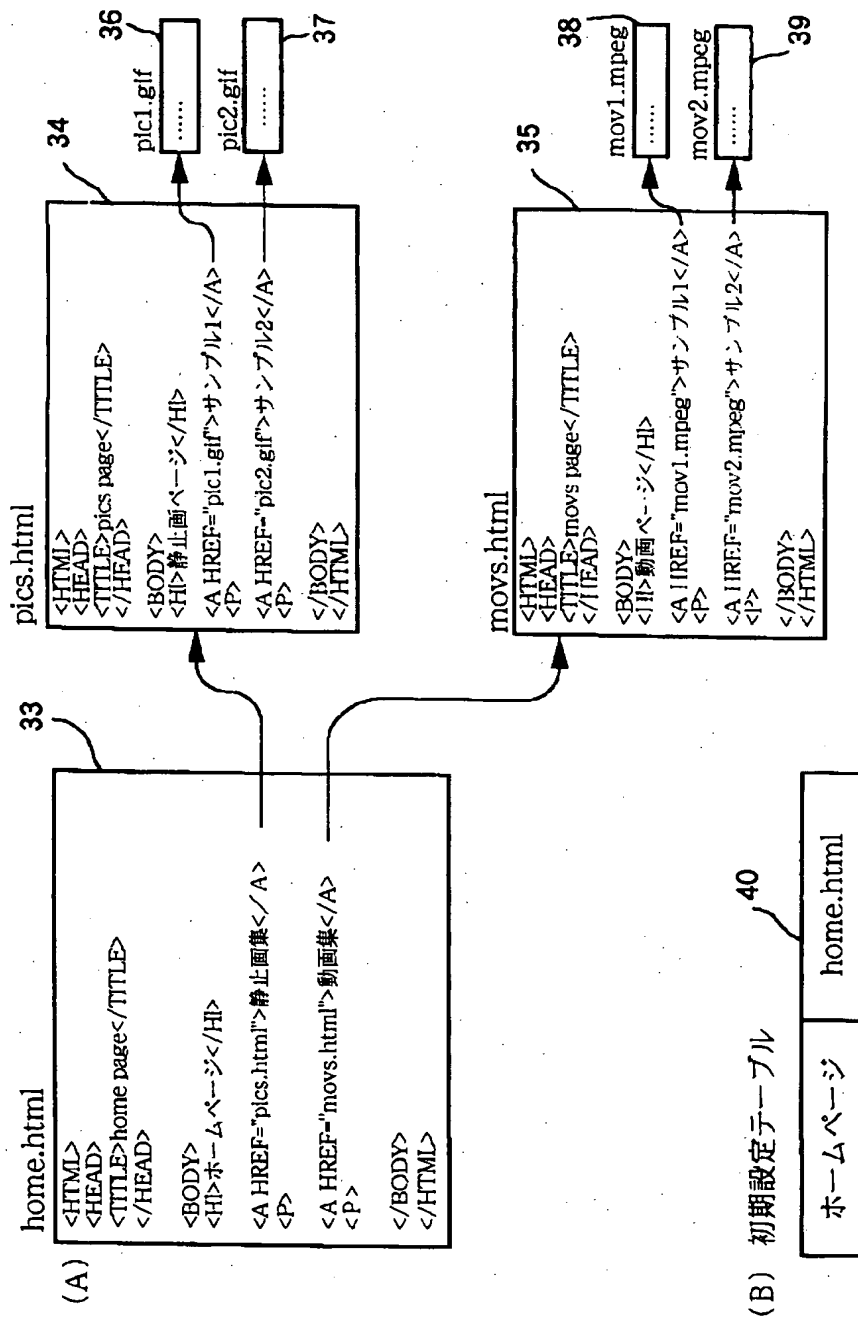 (A)
home.html
33
<HTML>
<HEAD>
<TITLE>home page</TITLE>
</HEAD>
<BODY>
<H1>ホームページ</H1>
<A HREF="pics.html">静止画集</A>
<P>
<A HREF="movs.html">動画集</A>
<P>
</BODY>
</HTML>
pics.html
34
<HTML>
<HEAD>
<TITLE>pics page</TITLE>
</HEAD>
<BODY>
<H1>静止画ページ</H1>
<A HREF="pic1.gif">サンプル1</A>
<P>
<A HREF="pic2.gif">サンプル2</A>
<P>
</BODY>
</HTML>
pic1.gif
36
......
pic2.gif
37
......
movs.html
35
<HTML>
<HEAD>
<TITLE>movs page</TITLE>
</HEAD>
<BODY>
<H1>動画ページ</H1>
<A HREF="mov1.mpeg">サンプル1</A>
<P>
<A HREF="mov2.mpeg">サンプル2</A>
<P>
</BODY>
</HTML>
mov1.mpeg
38
......
mov2.mpeg
39
......
(B) 初期設定テーブル
40
ホームページ home.html